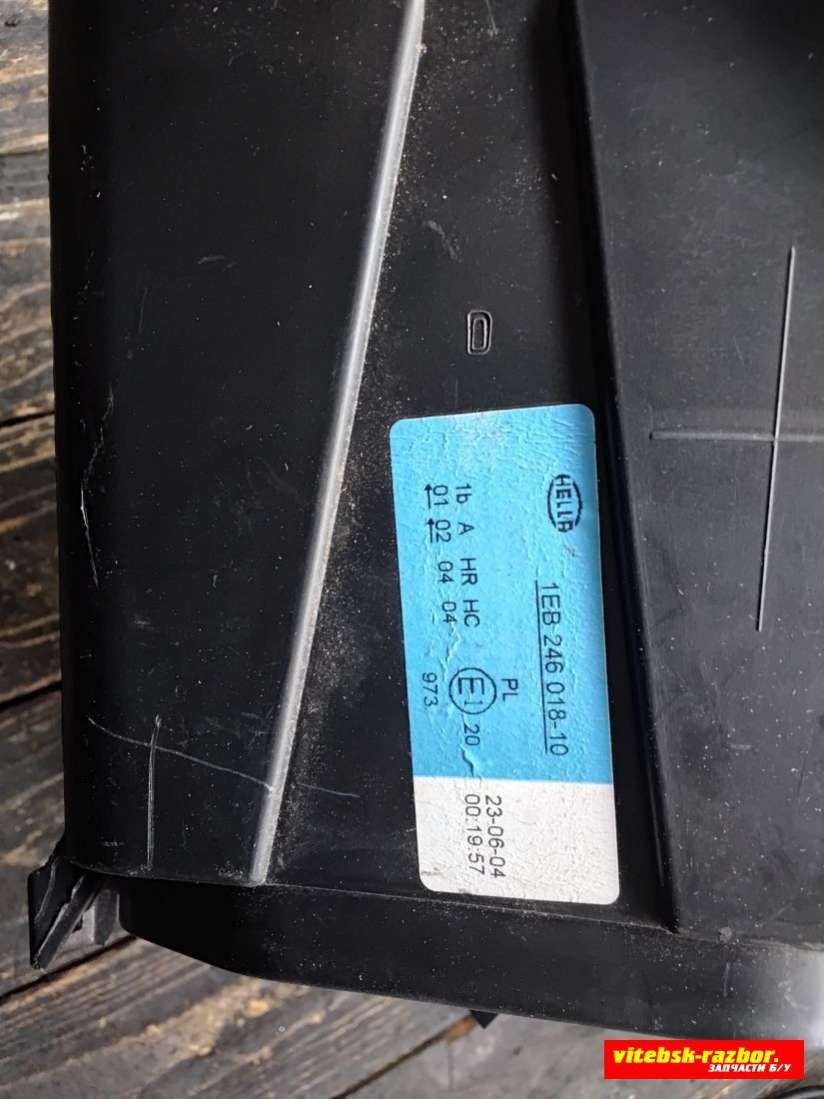 HELLA
1EB 246 018-10
1b A HR HC
01 02 04 04
PL
E1 20
973
23-06-04
00:19:57
vitebsk-razbor.
ЗАПЧАСТИ Б/У